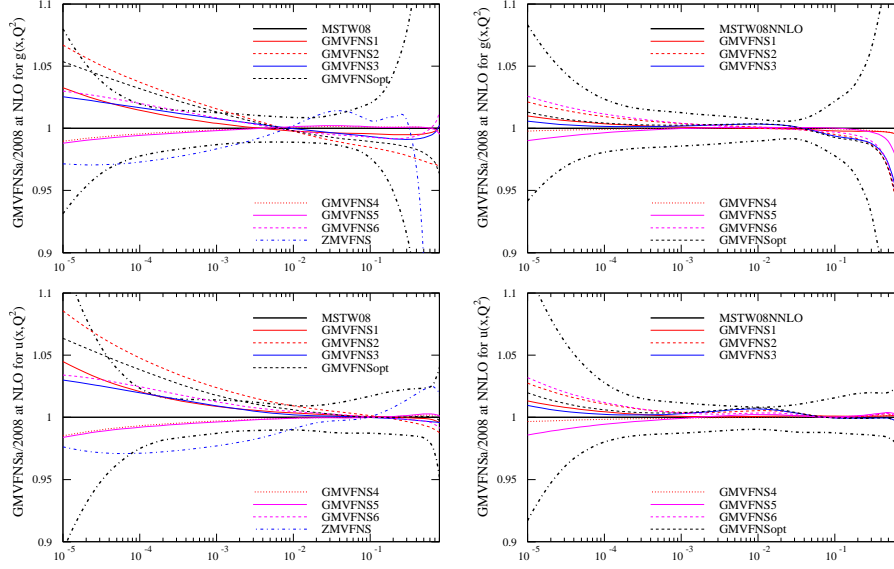 GMVFNSa/2008 at NLO for g(x,Q²)
1.1
1.05
1
0.95
0.9
MSTW08
GMVFNS1
GMVFNS2
GMVFNS3
GMVFNSopt
GMVFNS4
GMVFNS5
GMVFNS6
ZMVFNS
10⁻⁵ 10⁻⁴ 10⁻³ 10⁻² 10⁻¹
GMVFNSa/2008 at NNLO for g(x,Q²)
1.1
1.05
1
0.95
0.9
MSTW08NNLO
GMVFNS1
GMVFNS2
GMVFNS3
GMVFNS4
GMVFNS5
GMVFNS6
GMVFNSopt
10⁻⁵ 10⁻⁴ 10⁻³ 10⁻² 10⁻¹
GMVFNSa/2008 at NLO for u(x,Q²)
1.1
1.05
1
0.95
0.9
MSTW08
GMVFNS1
GMVFNS2
GMVFNS3
GMVFNSopt
GMVFNS4
GMVFNS5
GMVFNS6
ZMVFNS
10⁻⁵ 10⁻⁴ 10⁻³ 10⁻² 10⁻¹
GMVFNSa/2008 at NNLO for u(x,Q²)
1.1
1.05
1
0.95
0.9
MSTW08NNLO
GMVFNS1
GMVFNS2
GMVFNS3
GMVFNS4
GMVFNS5
GMVFNS6
GMVFNSopt
10⁻⁵ 10⁻⁴ 10⁻³ 10⁻² 10⁻¹